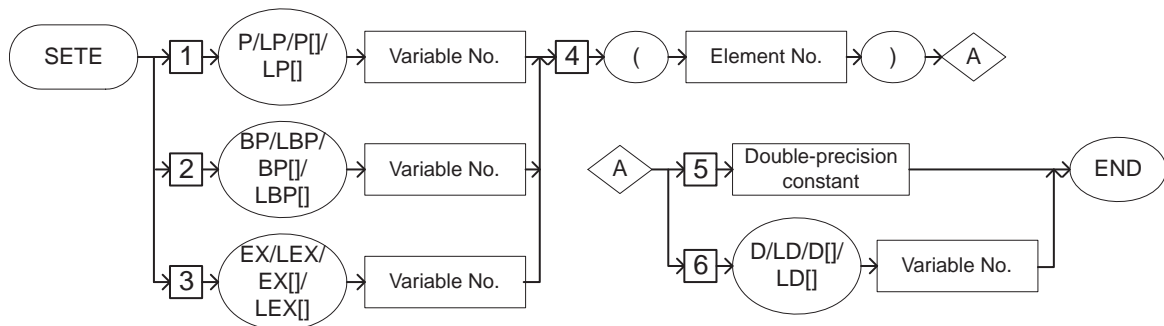 SETE
1
P/LP/P[]/
LP[]
Variable No.
4
(
Element No.
)
A
2
BP/LBP/
BP[]/
LBP[]
Variable No.
3
EX/LEX/
EX[]/
LEX[]
Variable No.
A
5
Double-precision
constant
END
6
D/LD/D[]/
LD[]
Variable No.